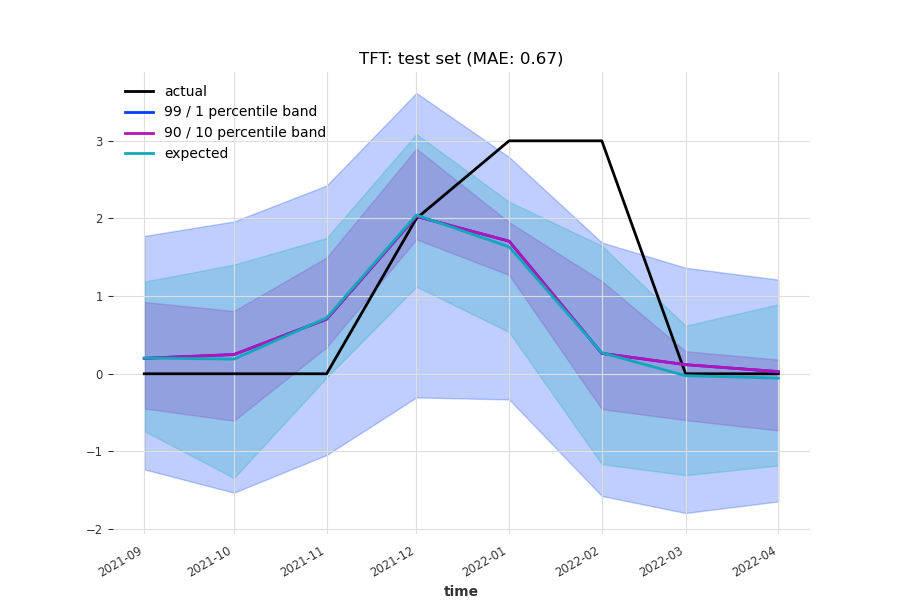 TFT: test set (MAE: 0.67)
actual
99 / 1 percentile band
90 / 10 percentile band
expected
3
2
1
0
−1
−2
2021-09
2021-10
2021-11
2021-12
2022-01
2022-02
2022-03
2022-04
time